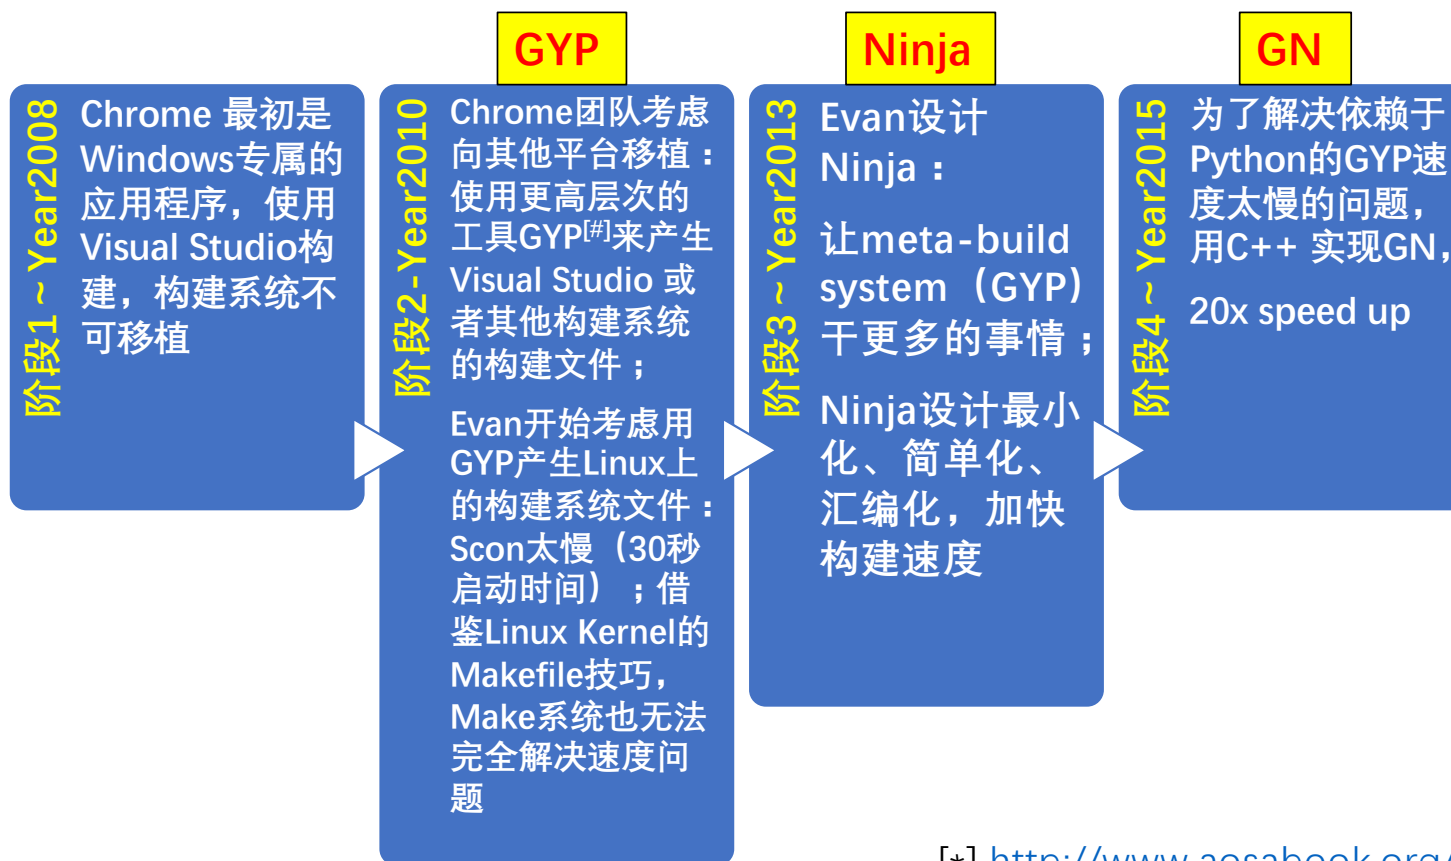 GYP
Ninja
GN
阶段1 ~ Year2008
Chrome 最初是
Windows专属的
应用程序，使用
Visual Studio构
建，构建系统不
可移植
阶段2-Year2010
Chrome团队考虑
向其他平台移植：
使用更高层次的
工具GYP[#]来产生
Visual Studio 或
者其他构建系统
的构建文件；
Evan开始考虑用
GYP产生Linux上
的构建系统文件：
Scon太慢（30秒
启动时间）；借
鉴Linux Kernel的
Makefile技巧，
Make系统也无法
完全解决速度问
题
阶段3 ~ Year2013
Evan设计
Ninja：
让meta-build
system（GYP）
干更多的事情；
Ninja设计最小
化、简单化、
汇编化，加快
构建速度
阶段4 ~ Year2015
为了解决依赖于
Python的GYP速
度太慢的问题，
用C++ 实现GN，
20x speed up
[*] http://www.aosabook.org/